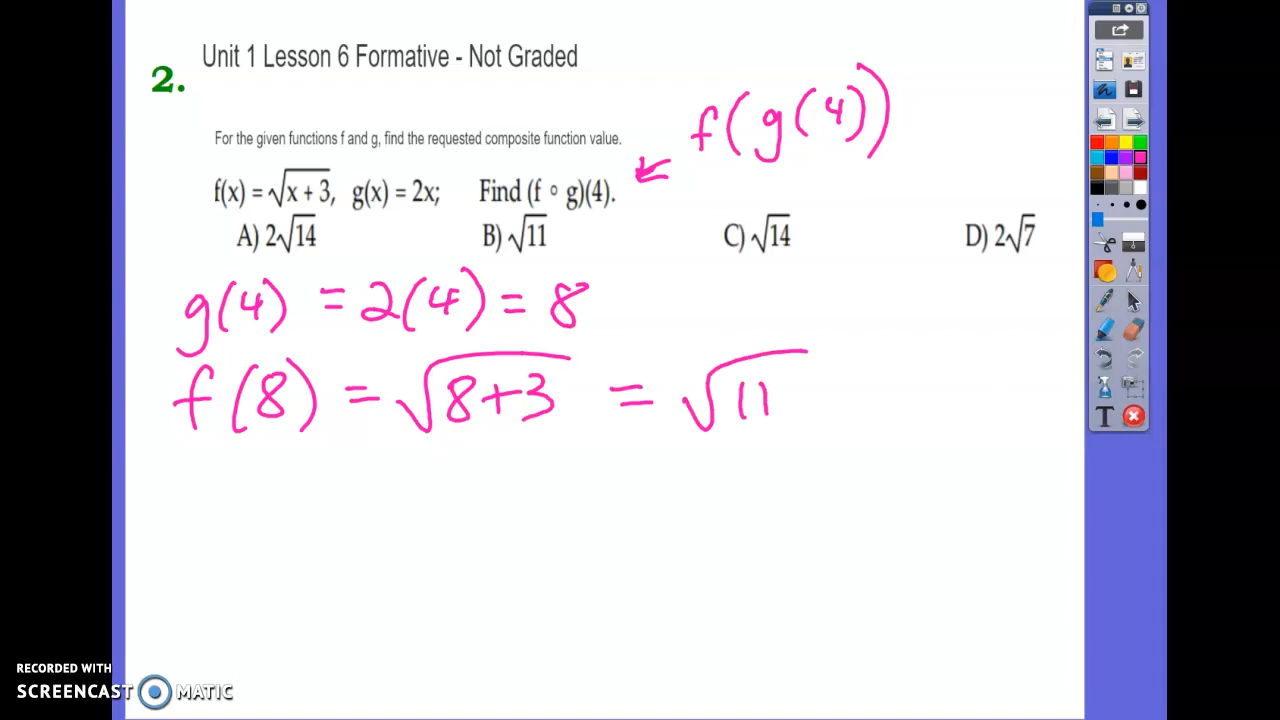 Unit 1 Lesson 6 Formative - Not Graded
2.
f(g(4))
For the given functions f and g, find the requested composite function value.
f(x) = √(x + 3), g(x) = 2x; Find (f ∘ g)(4).
A) 2√14 B) √11 C) √14 D) 2√7
g(4) = 2(4) = 8
f(8) = √(8+3) = √11
T
RECORDED WITH
SCREENCAST MATIC